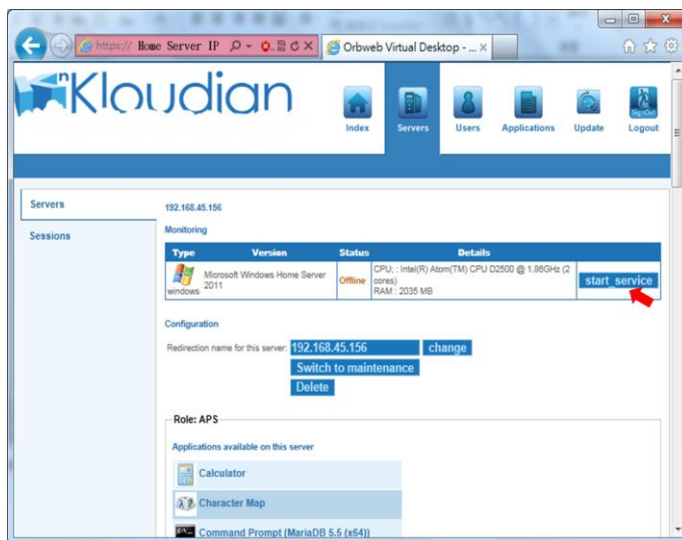 https:// Home Server IP
Orbweb Virtual Desktop - ... ×
nKloudian
Index
Servers
Users
Applications
Update
SignOut
Logout
Servers
Sessions
192.168.45.156
Monitoring
Type Version Status Details
windows
Microsoft Windows Home Server
2011
Offline
CPU; : Intel(R) Atom(TM) CPU D2500 @ 1.86GHz (2
cores)
RAM : 2035 MB
start_service
Configuration
Redirection name for this server: 192.168.45.156 change
Switch to maintenance
Delete
Role: APS
Applications available on this server
Calculator
Character Map
Command Prompt (MariaDB 5.5 (x64))